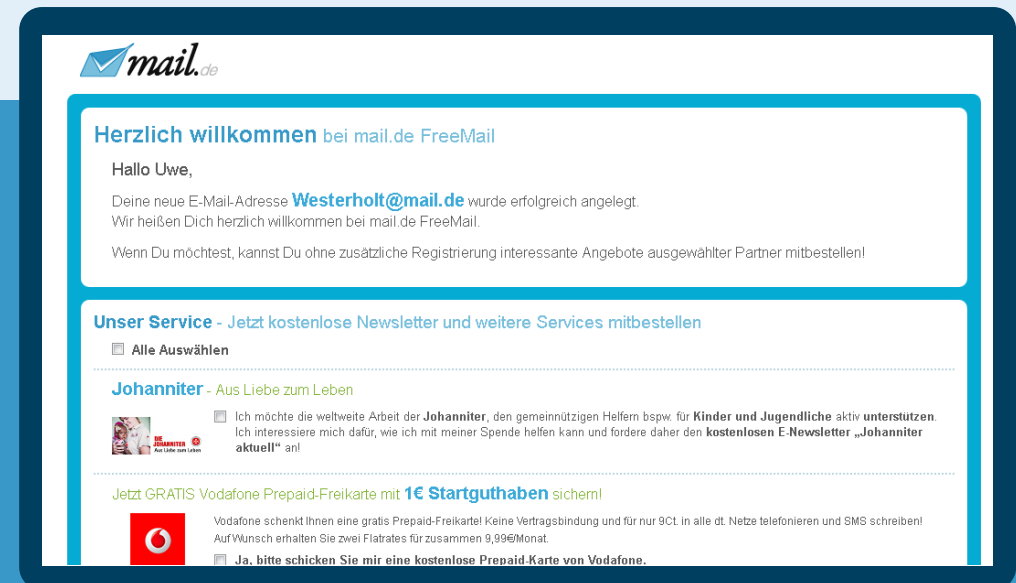 mail.de
Herzlich willkommen bei mail.de FreeMail
Hallo Uwe,
Deine neue E-Mail-Adresse Westerholt@mail.de wurde erfolgreich angelegt.
Wir heißen Dich herzlich willkommen bei mail.de FreeMail.
Wenn Du möchtest, kannst Du ohne zusätzliche Registrierung interessante Angebote ausgewählter Partner mitbestellen!
Unser Service - Jetzt kostenlose Newsletter und weitere Services mitbestellen
Alle Auswählen
Johanniter - Aus Liebe zum Leben
Ich möchte die weltweite Arbeit der Johanniter, den gemeinnützigen Helfern bspw. für Kinder und Jugendliche aktiv unterstützen.
Ich interessiere mich dafür, wie ich mit meiner Spende helfen kann und fordere daher den kostenlosen E-Newsletter „Johanniter
aktuell“ an!
DIE
JOHANNITER
Aus Liebe zum Leben
Jetzt GRATIS Vodafone Prepaid-Freikarte mit 1€ Startguthaben sichern!
Vodafone schenkt Ihnen eine gratis Prepaid-Freikarte! Keine Vertragsbindung und für nur 9Ct. in alle dt. Netze telefonieren und SMS schreiben!
Auf Wunsch erhalten Sie zwei Flatrates für zusammen 9,99€/Monat.
Ja, bitte schicken Sie mir eine kostenlose Prepaid-Karte von Vodafone.